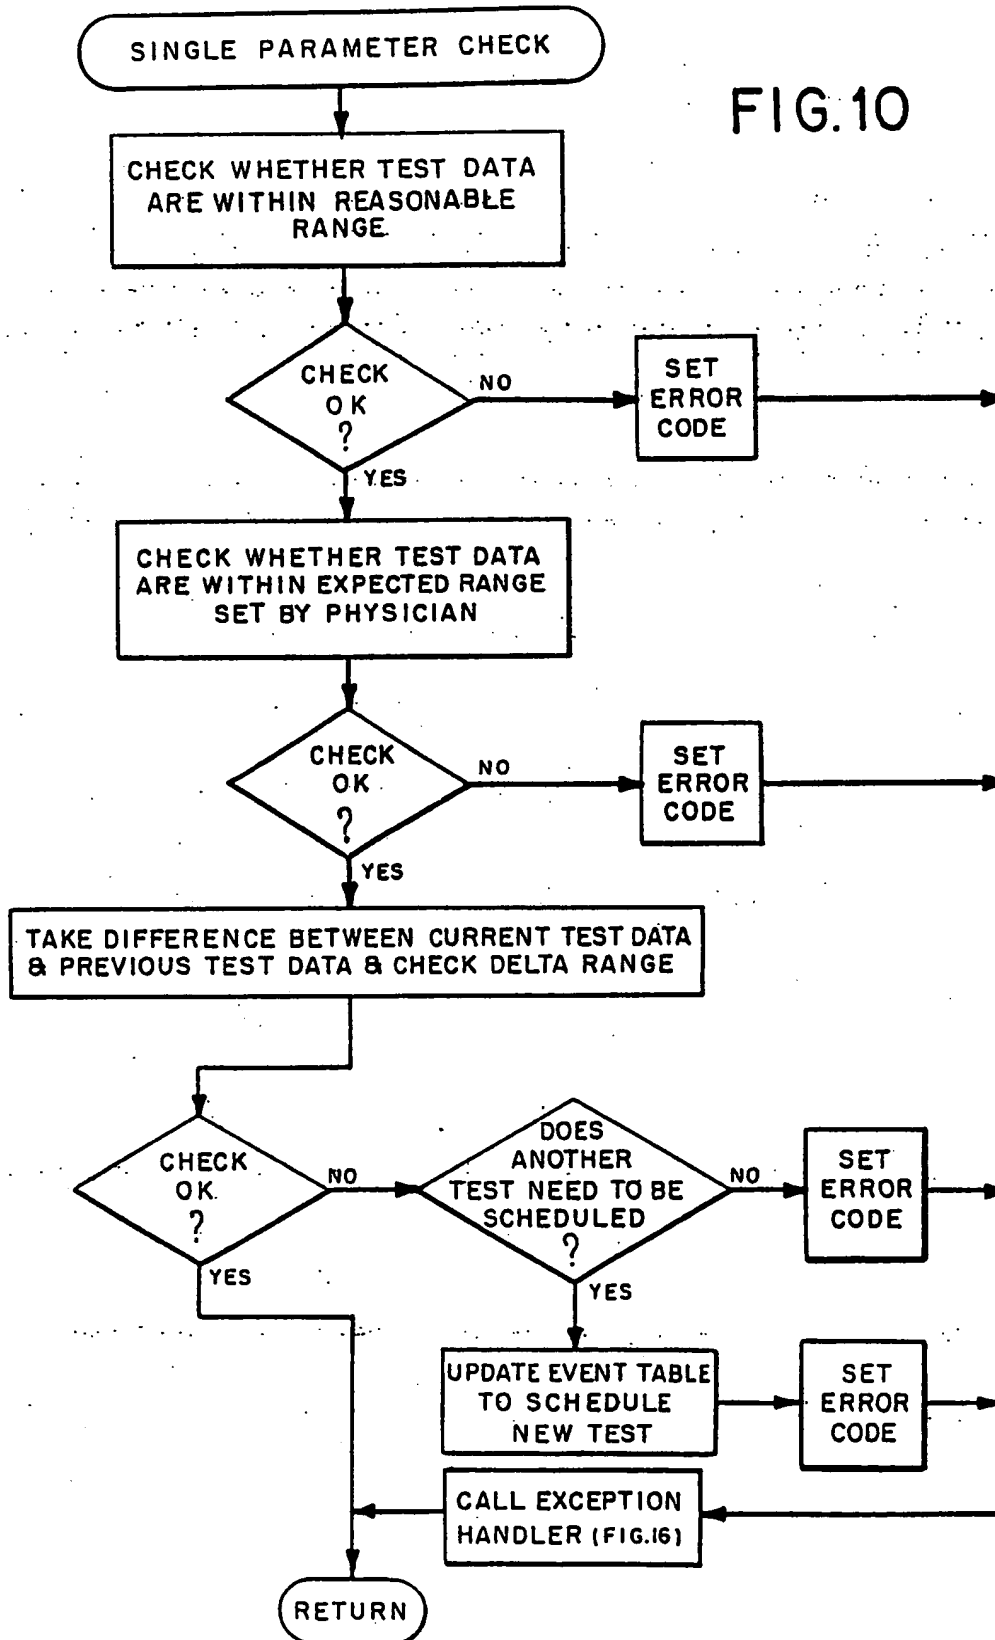 SINGLE PARAMETER CHECK
FIG.10
CHECK WHETHER TEST DATA
ARE WITHIN REASONABLE
RANGE
CHECK
OK
?
NO
SET
ERROR
CODE
YES
CHECK WHETHER TEST DATA
ARE WITHIN EXPECTED RANGE
SET BY PHYSICIAN
CHECK
OK
?
NO
SET
ERROR
CODE
YES
TAKE DIFFERENCE BETWEEN CURRENT TEST DATA
& PREVIOUS TEST DATA & CHECK DELTA RANGE
CHECK
OK
?
NO
DOES
ANOTHER
TEST NEED TO BE
SCHEDULED
?
NO
SET
ERROR
CODE
YES
YES
UPDATE EVENT TABLE
TO SCHEDULE
NEW TEST
SET
ERROR
CODE
CALL EXCEPTION
HANDLER (FIG.16)
RETURN